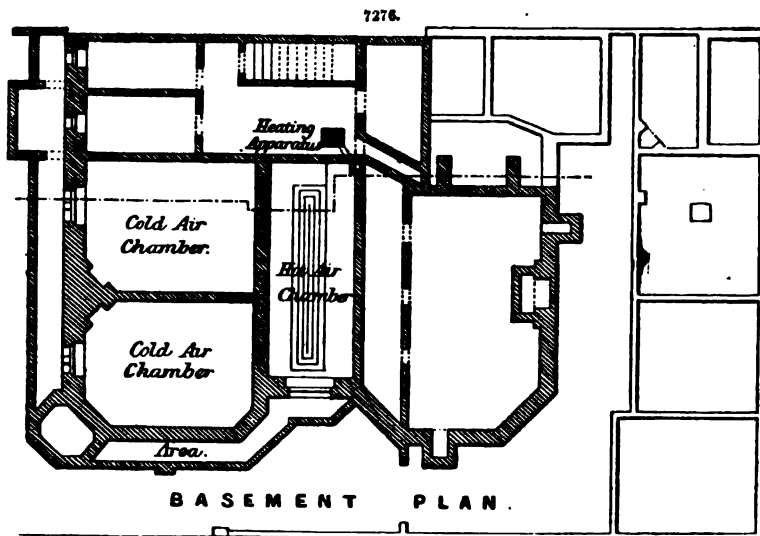 7276.
Heating
Apparatus
Cold Air
Chamber.
Hot Air
Chamber
Cold Air
Chamber
Area.
BASEMENT PLAN.